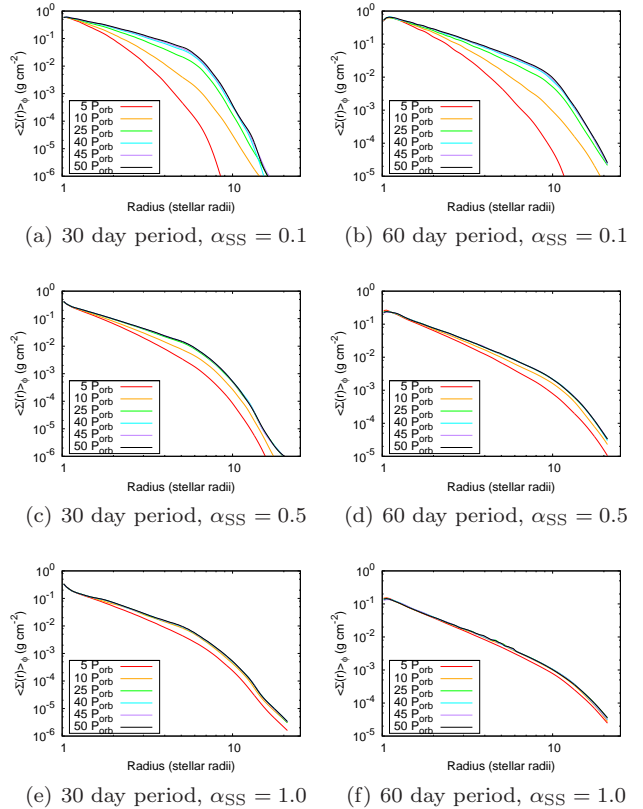 10^0
10^-1
10^-2
10^-3
10^-4
10^-5
10^-6
<Σ(r)>_ϕ (g cm^-2)
5 P_orb
10 P_orb
25 P_orb
40 P_orb
45 P_orb
50 P_orb
1 10
Radius (stellar radii)
(a) 30 day period, α_SS = 0.1
10^0
10^-1
10^-2
10^-3
10^-4
10^-5
<Σ(r)>_ϕ (g cm^-2)
5 P_orb
10 P_orb
25 P_orb
40 P_orb
45 P_orb
50 P_orb
1 10
Radius (stellar radii)
(b) 60 day period, α_SS = 0.1
10^0
10^-1
10^-2
10^-3
10^-4
10^-5
10^-6
<Σ(r)>_ϕ (g cm^-2)
5 P_orb
10 P_orb
25 P_orb
40 P_orb
45 P_orb
50 P_orb
1 10
Radius (stellar radii)
(c) 30 day period, α_SS = 0.5
10^0
10^-1
10^-2
10^-3
10^-4
10^-5
<Σ(r)>_ϕ (g cm^-2)
5 P_orb
10 P_orb
25 P_orb
40 P_orb
45 P_orb
50 P_orb
1 10
Radius (stellar radii)
(d) 60 day period, α_SS = 0.5
10^0
10^-1
10^-2
10^-3
10^-4
10^-5
10^-6
<Σ(r)>_ϕ (g cm^-2)
5 P_orb
10 P_orb
25 P_orb
40 P_orb
45 P_orb
50 P_orb
1 10
Radius (stellar radii)
(e) 30 day period, α_SS = 1.0
10^0
10^-1
10^-2
10^-3
10^-4
10^-5
<Σ(r)>_ϕ (g cm^-2)
5 P_orb
10 P_orb
25 P_orb
40 P_orb
45 P_orb
50 P_orb
1 10
Radius (stellar radii)
(f) 60 day period, α_SS = 1.0